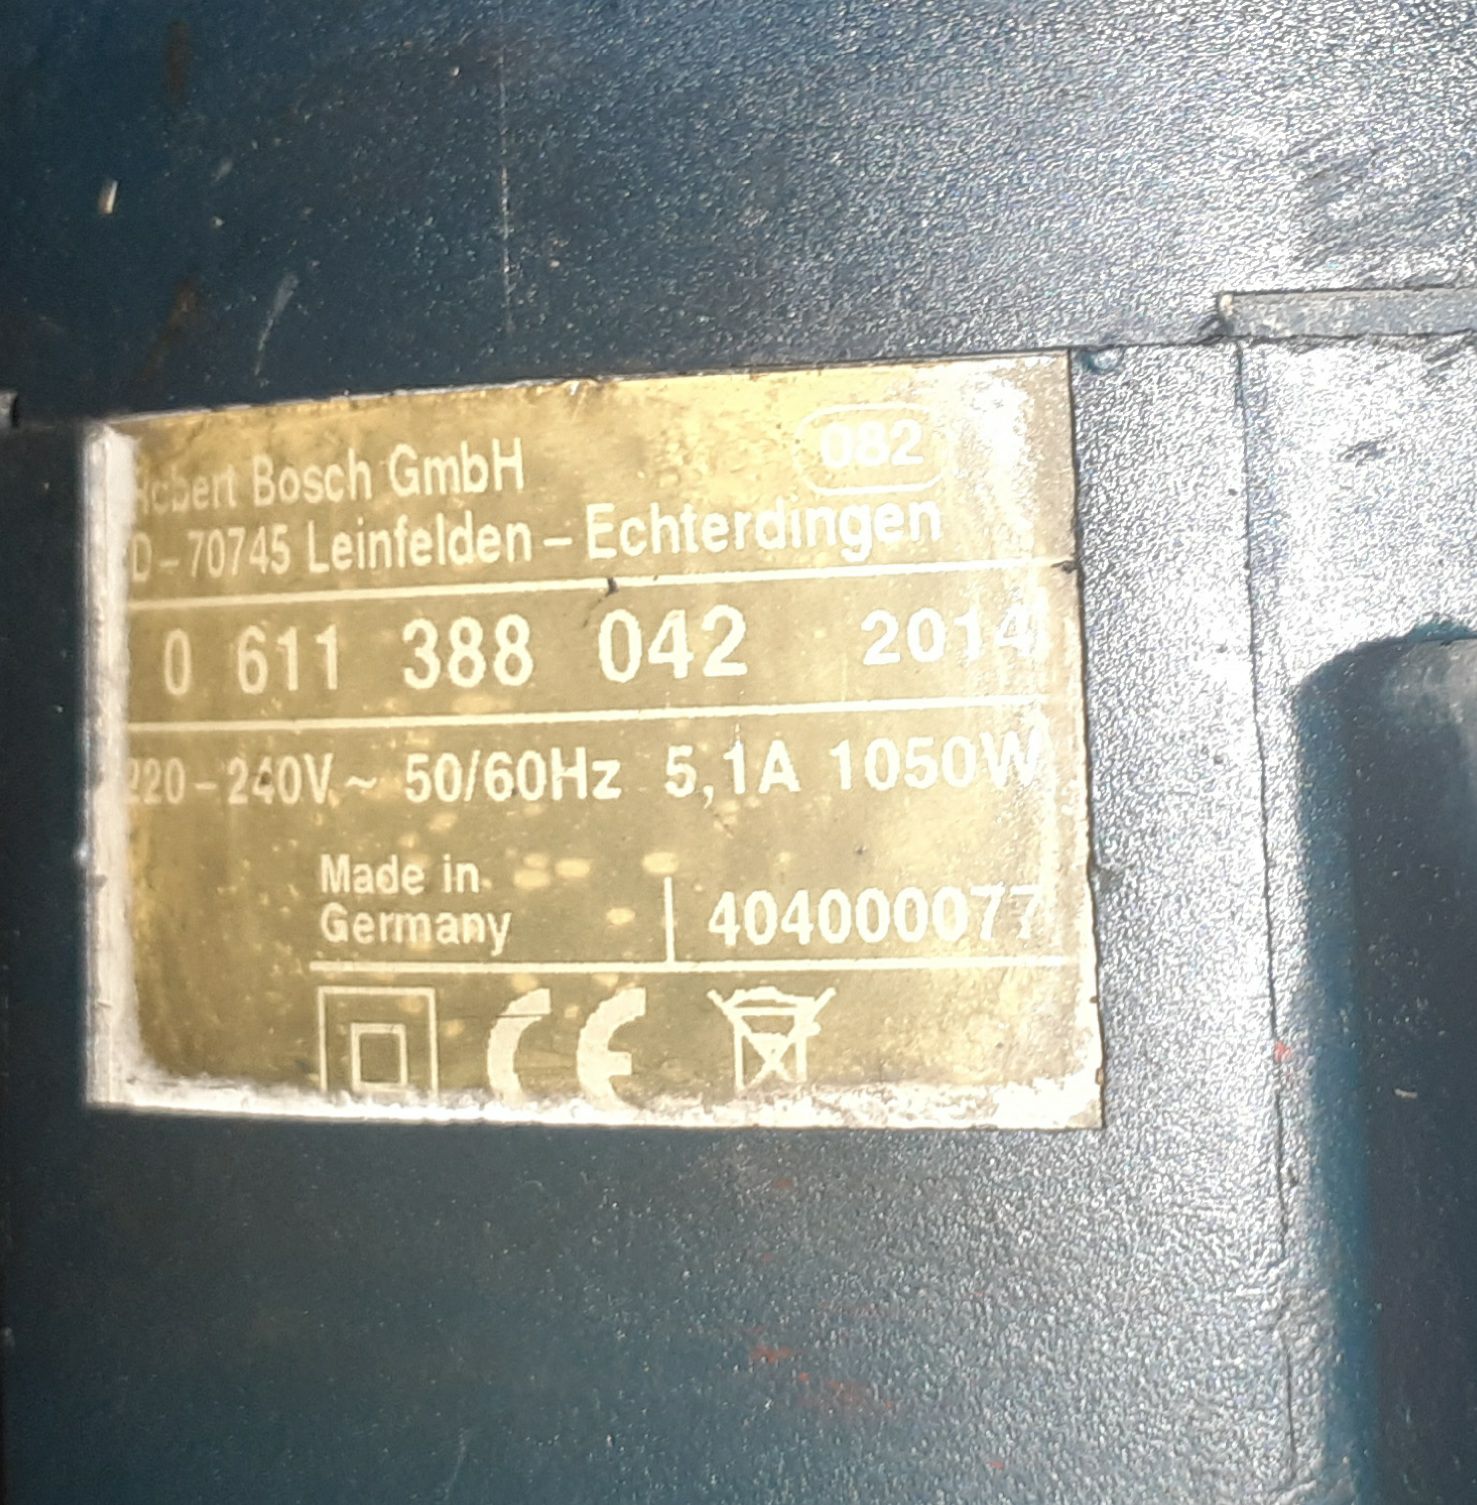 082
Robert Bosch GmbH
D-70745 Leinfelden-Echterdingen
0 611 388 042 2014
220-240V~ 50/60Hz 5,1A 1050W
Made in
Germany
404000077
CE